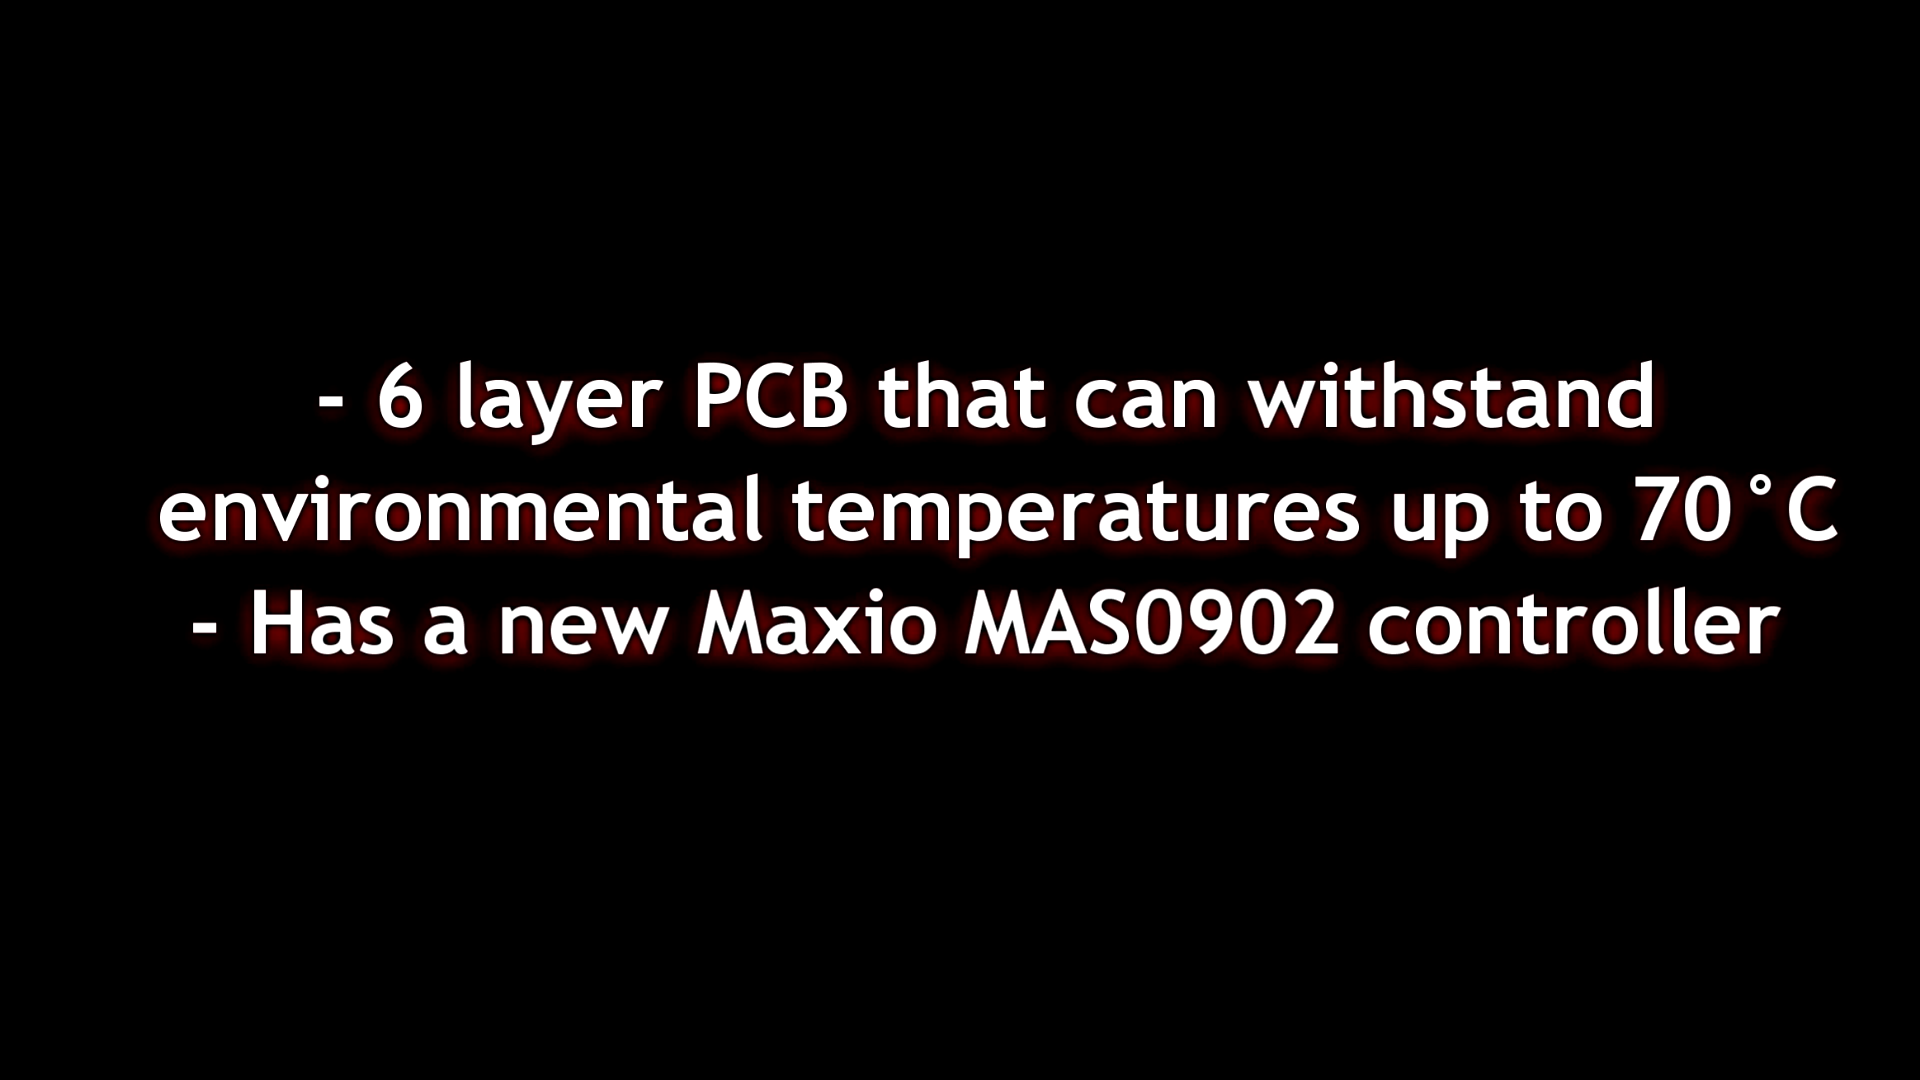 - 6 layer PCB that can withstand
environmental temperatures up to 70°C
- Has a new Maxio MAS0902 controller